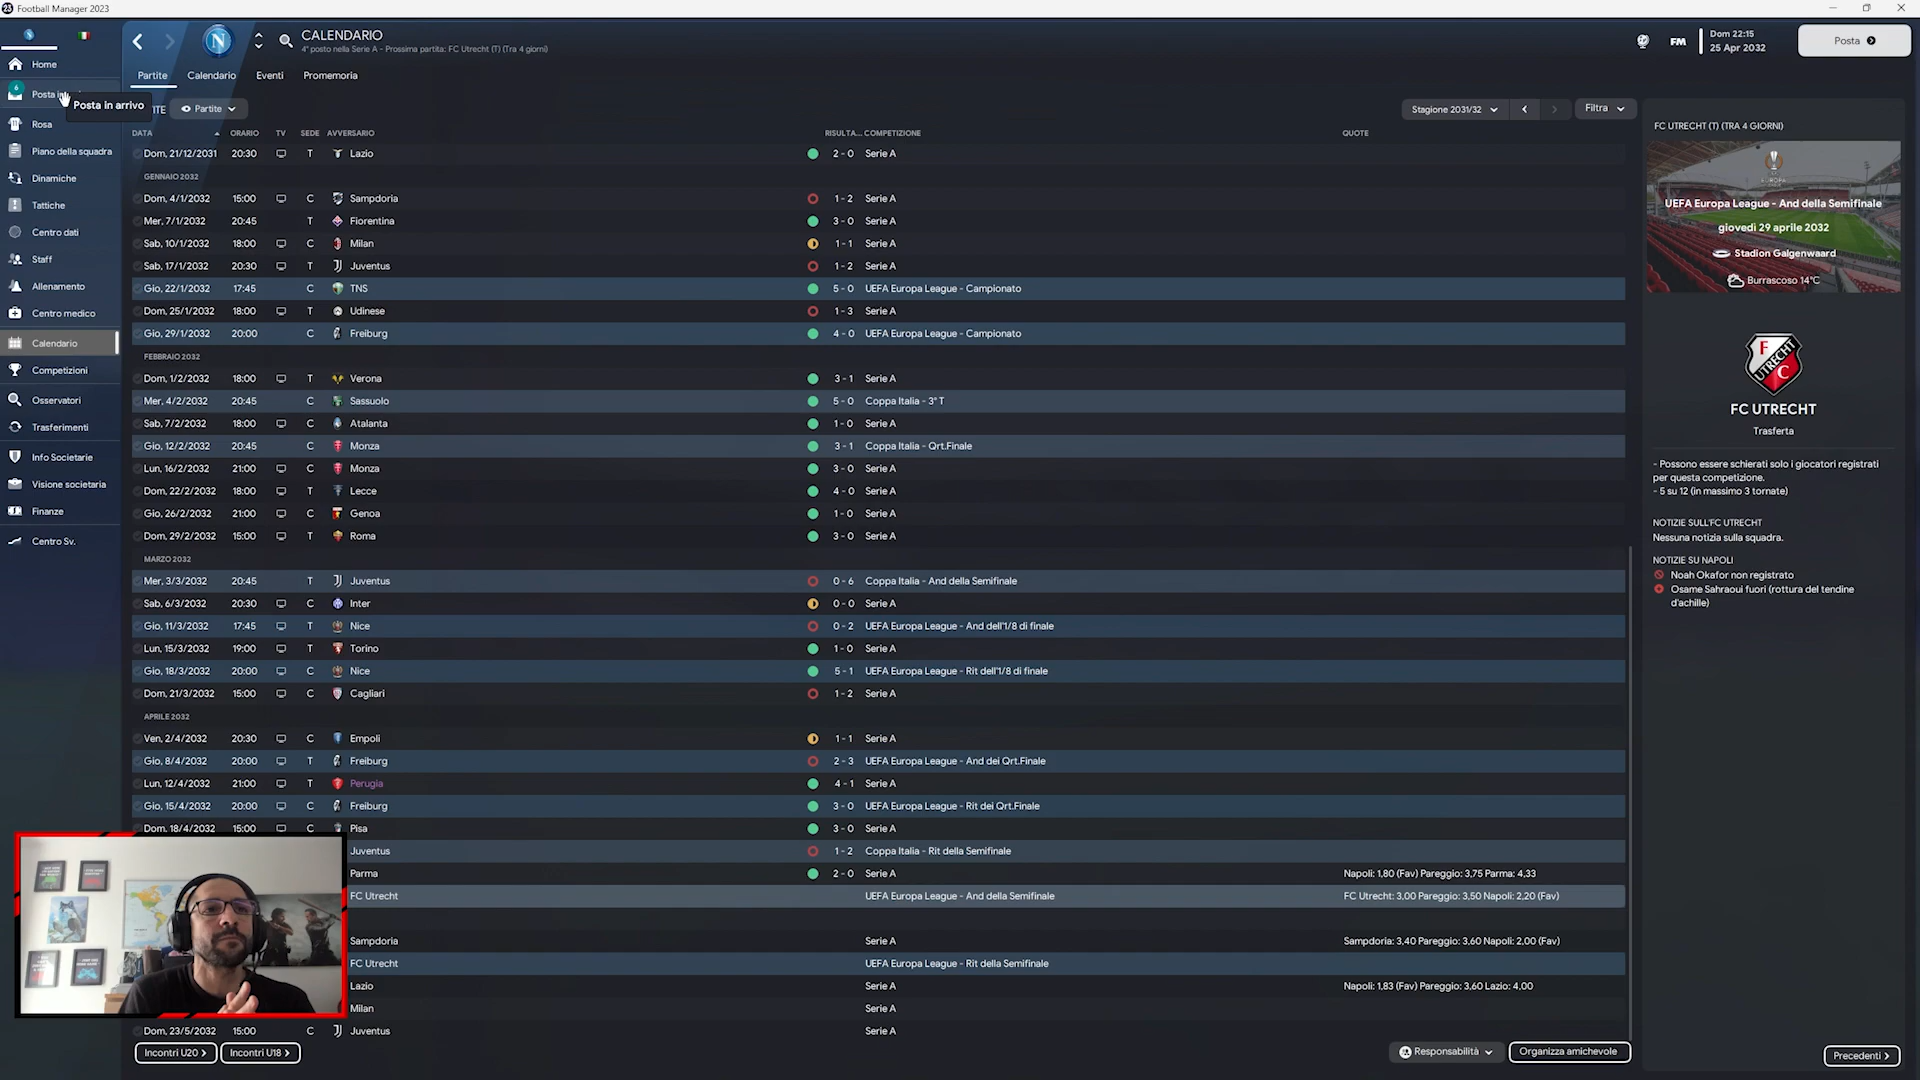 Football Manager 2023
CALENDARIO
4° posto nella Serie A - Prossima partita: FC Utrecht (T) (Tra 4 giorni)
FM
Dom 22:15
25 Apr 2032
Posta
Home
6
Posta in
Posta in arrivo
Rosa
Piano della squadra
Dinamiche
Tattiche
Centro dati
Staff
Allenamento
Centro medico
Calendario
Competizioni
Osservatori
Trasferimenti
Info Societarie
Visione societaria
Finanze
Centro Sv.
Partite
Calendario
Eventi
Promemoria
Partite
Stagione 2031/32
Filtra
DATA ORARIO TV SEDE AVVERSARIO RISULTA... COMPETIZIONE QUOTE
Dom, 21/12/2031 20:30 T Lazio 2 - 0 Serie A
GENNAIO 2032
Dom, 4/1/2032 15:00 C Sampdoria 1 - 2 Serie A
Mer, 7/1/2032 20:45 T Fiorentina 3 - 0 Serie A
Sab, 10/1/2032 18:00 C Milan 1 - 1 Serie A
Sab, 17/1/2032 20:30 T Juventus 1 - 2 Serie A
Gio, 22/1/2032 17:45 C TNS 5 - 0 UEFA Europa League - Campionato
Dom, 25/1/2032 18:00 T Udinese 1 - 3 Serie A
Gio, 29/1/2032 20:00 C Freiburg 4 - 0 UEFA Europa League - Campionato
FEBBRAIO 2032
Dom, 1/2/2032 18:00 T Verona 3 - 1 Serie A
Mer, 4/2/2032 20:45 C Sassuolo 5 - 0 Coppa Italia - 3° T
Sab, 7/2/2032 18:00 C Atalanta 1 - 0 Serie A
Gio, 12/2/2032 20:45 C Monza 3 - 1 Coppa Italia - Qrt.Finale
Lun, 16/2/2032 21:00 C Monza 3 - 0 Serie A
Dom, 22/2/2032 18:00 T Lecce 4 - 0 Serie A
Gio, 26/2/2032 21:00 C Genoa 1 - 0 Serie A
Dom, 29/2/2032 15:00 T Roma 3 - 0 Serie A
MARZO 2032
Mer, 3/3/2032 20:45 T Juventus 0 - 6 Coppa Italia - And della Semifinale
Sab, 6/3/2032 20:30 C Inter 0 - 0 Serie A
Gio, 11/3/2032 17:45 T Nice 0 - 2 UEFA Europa League - And dell'1/8 di finale
Lun, 15/3/2032 19:00 T Torino 1 - 0 Serie A
Gio, 18/3/2032 20:00 C Nice 5 - 1 UEFA Europa League - Rit dell'1/8 di finale
Dom, 21/3/2032 15:00 C Cagliari 1 - 2 Serie A
APRILE 2032
Ven, 2/4/2032 20:30 C Empoli 1 - 1 Serie A
Gio, 8/4/2032 20:00 T Freiburg 2 - 3 UEFA Europa League - And dei Qrt.Finale
Lun, 12/4/2032 21:00 T Perugia 4 - 1 Serie A
Gio, 15/4/2032 20:00 C Freiburg 3 - 0 UEFA Europa League - Rit dei Qrt.Finale
Dom, 18/4/2032 15:00 C Pisa 3 - 0 Serie A
Juventus 1 - 2 Coppa Italia - Rit della Semifinale
Parma 2 - 0 Serie A Napoli: 1,80 (Fav) Pareggio: 3,75 Parma: 4,33
FC Utrecht UEFA Europa League - And della Semifinale FC Utrecht: 3,00 Pareggio: 3,50 Napoli: 2,20 (Fav)
Sampdoria Serie A Sampdoria: 3,40 Pareggio: 3,60 Napoli: 2,00 (Fav)
FC Utrecht UEFA Europa League - Rit della Semifinale
Lazio Serie A Napoli: 1,83 (Fav) Pareggio: 3,60 Lazio: 4,00
Milan Serie A
Dom, 23/5/2032 15:00 C Juventus Serie A
Incontri U20
Incontri U18
Responsabilità
Organizza amichevole
FC UTRECHT (T) (TRA 4 GIORNI)
UEFA Europa League - And della Semifinale
giovedì 29 aprile 2032
Stadion Galgenwaard
Burrascoso 14°C
FC UTRECHT
Trasferta
- Possono essere schierati solo i giocatori registrati
per questa competizione.
- 5 su 12 (in massimo 3 tornate)
NOTIZIE SULL'FC UTRECHT
Nessuna notizia sulla squadra.
NOTIZIE SU NAPOLI
Noah Okafor non registrato
Osame Sahraoui fuori (rottura del tendine
d'achille)
Precedenti